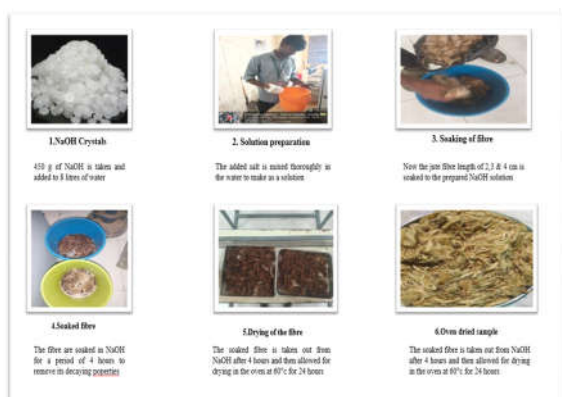 1.NaOH Crystals
450 g of NaOH is taken and
added to 8 litres of water
2. Solution preparation
The added salt is mixed thoroughly in
the water to make as a solution
3. Soaking of fibre
Now the jute fibre length of 2,3 & 4 cm is
soaked to the prepared NaOH solution
4.Soaked fibre
The fibre are soaked in NaOH
for a period of 4 hours to
remove its decaying poperties
5.Drying of the fibre
The soaked fibre is taken out from
NaOH after 4 hours and then allowed for
drying in the oven at 60°c for 24 hours
6.Oven dried sample
The soaked fibre is taken out from NaOH
after 4 hours and then allowed for drying
in the oven at 60°c for 24 hours